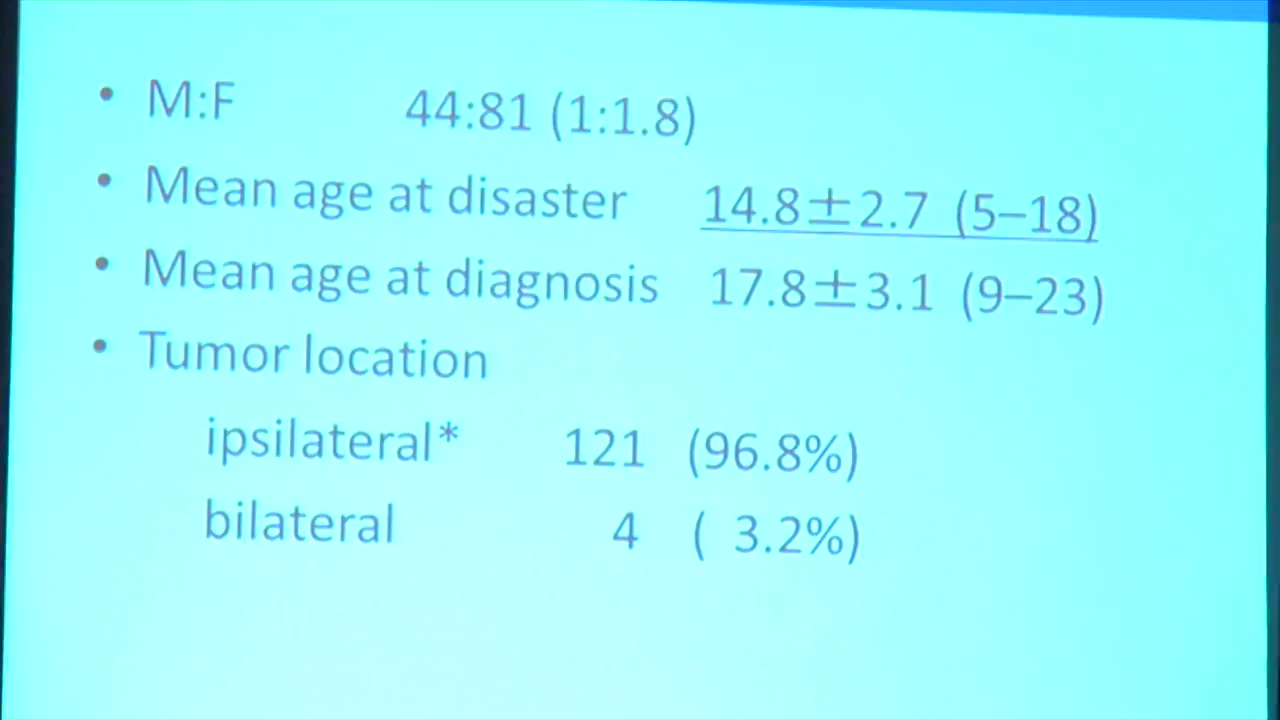 • M:F 44:81 (1:1.8)
• Mean age at disaster 14.8±2.7 (5–18)
• Mean age at diagnosis 17.8±3.1 (9–23)
• Tumor location
ipsilateral* 121 (96.8%)
bilateral 4 ( 3.2%)